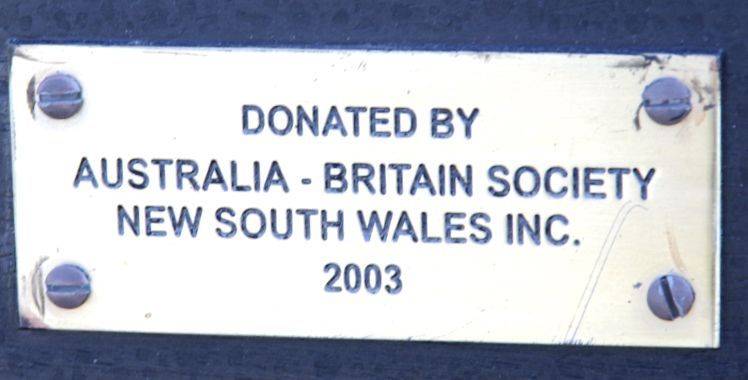 DONATED BY
AUSTRALIA - BRITAIN SOCIETY
NEW SOUTH WALES INC.
2003